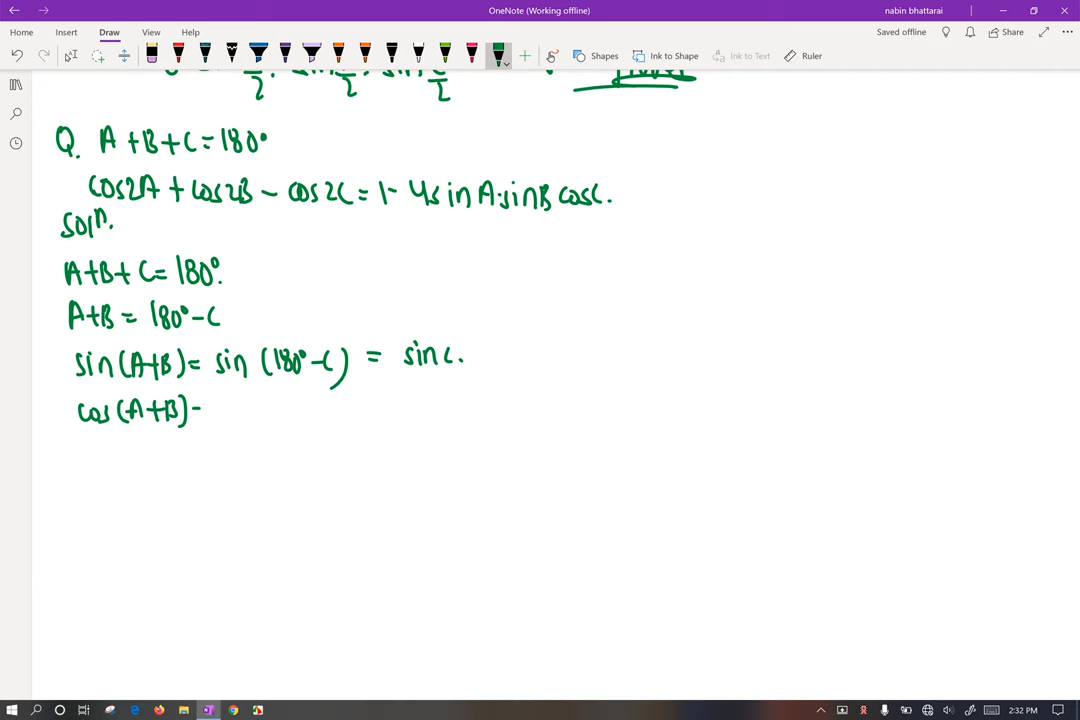 OneNote (Working offline)
nabin bhattarai
Home Insert Draw View Help
Saved offline
Share
Shapes
Ink to Shape
Ink to Text
Ruler
Q. A+B+C=180°
cos2A + cos2B - cos2C = 1 - 4sinA.sinB cosC.
Solⁿ.
A+B+C=180°.
A+B = 180°-C
sin(A+B) = sin (180°-C) = sinC.
cos(A+B) -
2:32 PM